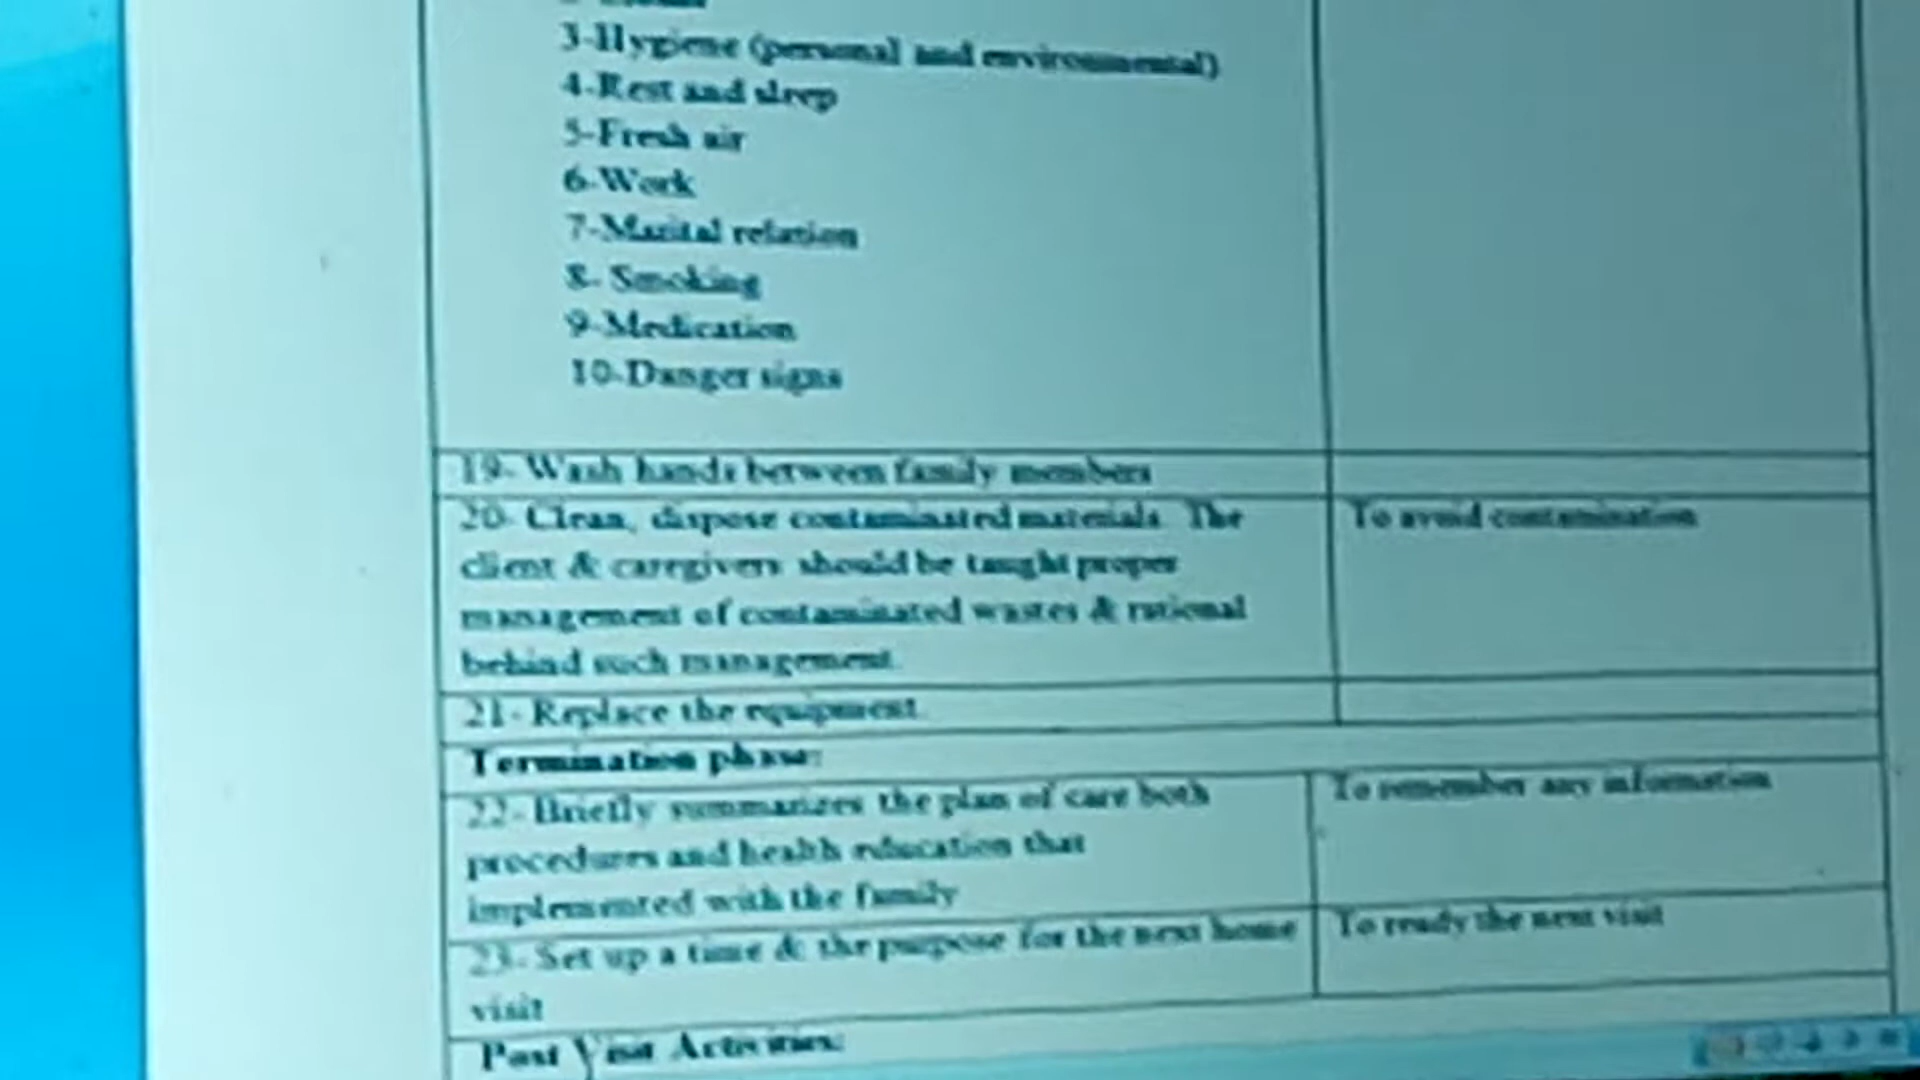 3-Hygiene (personal and environmental)
4-Rest and sleep
5-Fresh air
6-Work
7-Marital relation
8- Smoking
9-Medication
10-Danger signs
19- Wash hands between family members
20- Clean, dispose contaminated materials. The
client & caregivers should be taught proper
management of contaminated wastes & rational
behind such management.
To avoid contamination
21- Replace the equipment.
Termination phase:
22- Briefly summarizes the plan of care both
procedures and health education that
implemented with the family
To remember any information
23- Set up a time & the purpose for the next home
visit
To ready the next visit
Post Visit Activities: